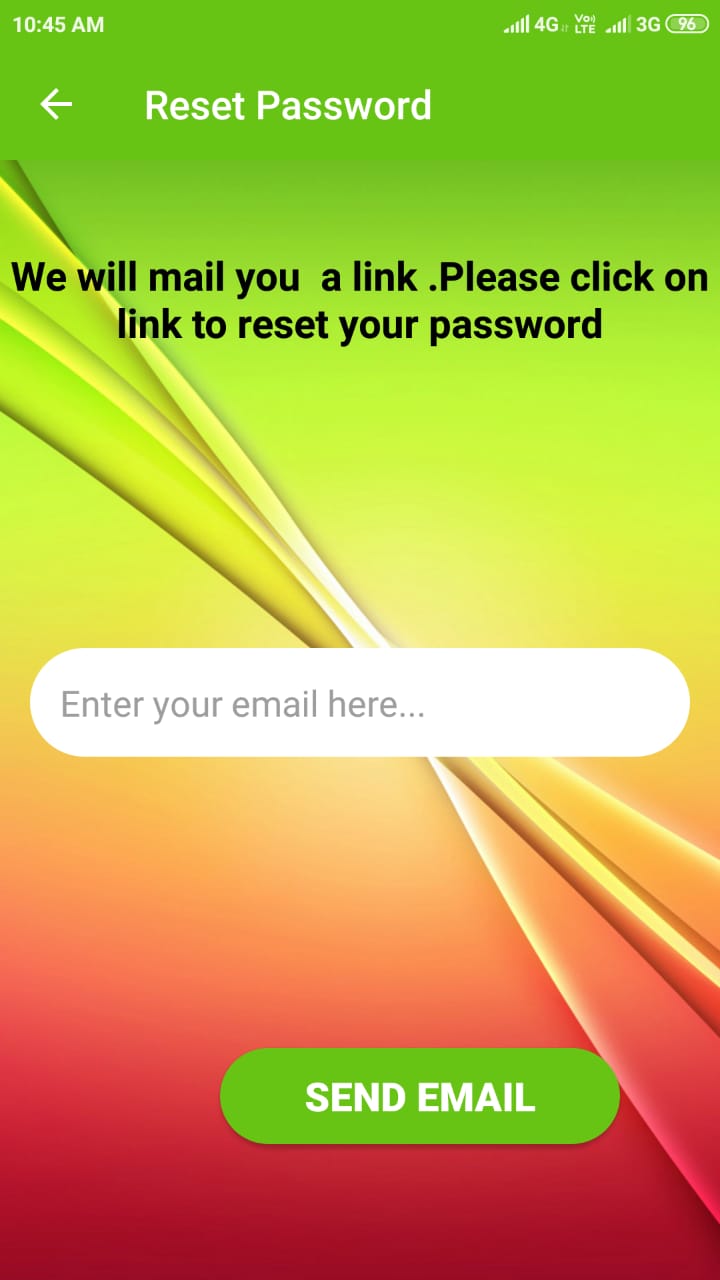 10:45 AM 4G Vo) LTE 3G 96
Reset Password
We will mail you  a link .Please click on
link to reset your password
Enter your email here...
SEND EMAIL